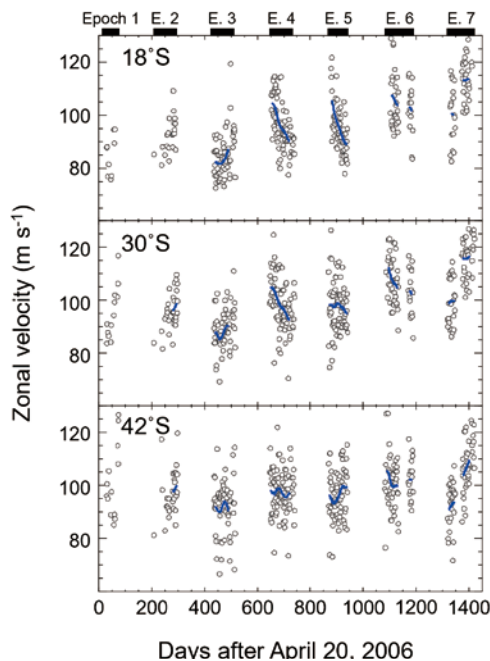 Epoch 1 E. 2 E. 3 E. 4 E. 5 E. 6 E. 7
18°S
120
100
80
30°S
120
100
80
42°S
120
100
80
60
0 200 400 600 800 1000 1200 1400
Zonal velocity (m s⁻¹)
Days after April 20, 2006